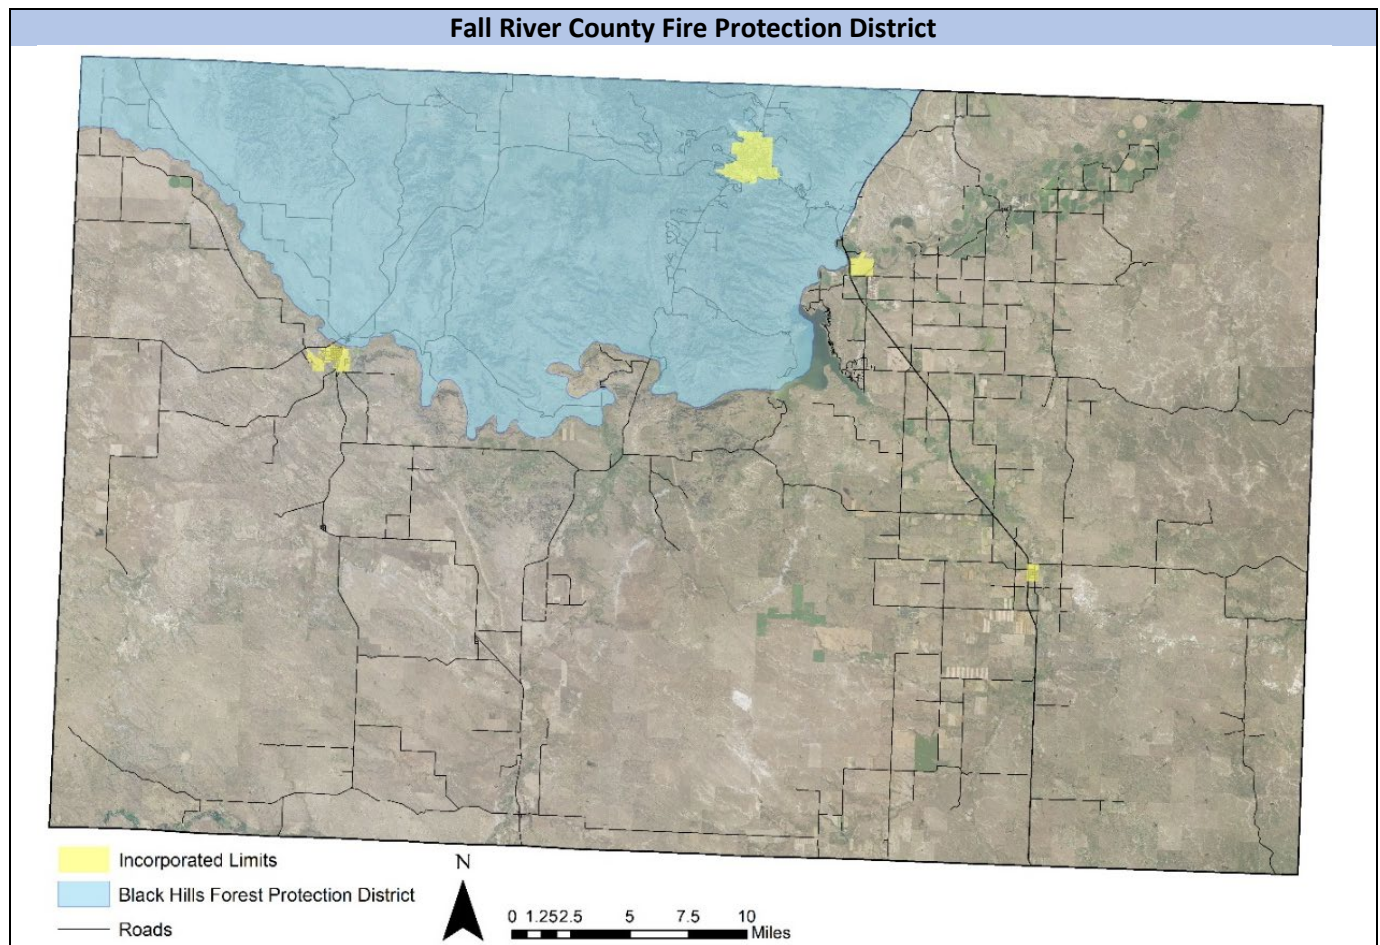 Fall River County Fire Protection District
Incorporated Limits
Black Hills Forest Protection District
Roads
N
0 1.252.5 5 7.5 10
Miles